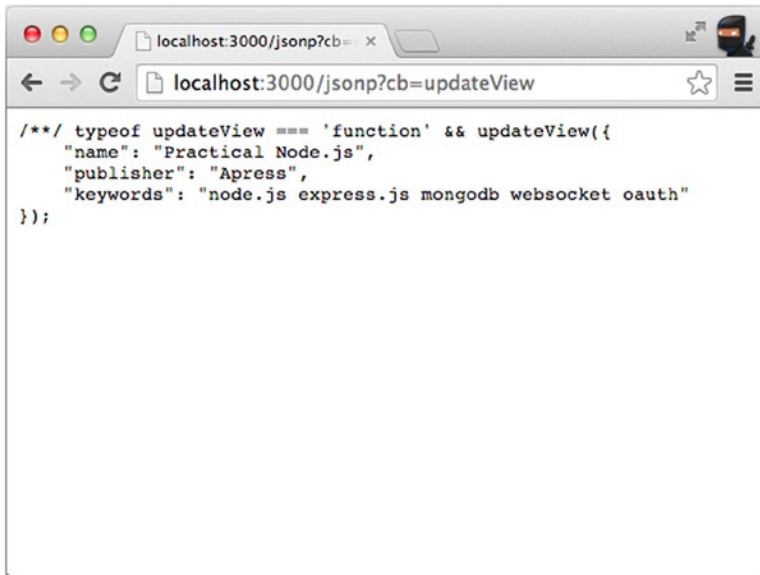 localhost:3000/jsonp?cb=
localhost:3000/jsonp?cb=updateView
/**/ typeof updateView === 'function' && updateView({
    "name": "Practical Node.js",
    "publisher": "Apress",
    "keywords": "node.js express.js mongodb websocket oauth"
});